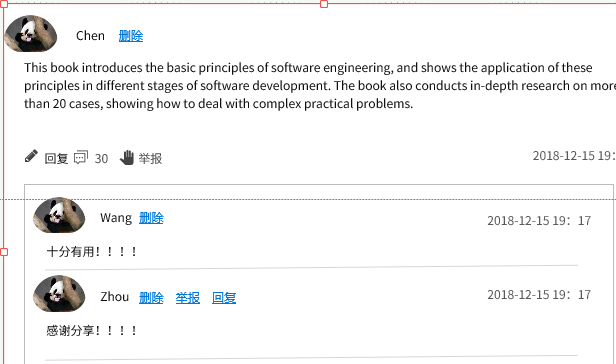 Chen 删除
This book introduces the basic principles of software engineering, and shows the application of these
principles in different stages of software development. The book also conducts in-depth research on more
than 20 cases, showing how to deal with complex practical problems.
回复 30 举报 2018-12-15 19:
Wang 删除 2018-12-15 19：17
十分有用！！！！
Zhou 删除 举报 回复 2018-12-15 19：17
感谢分享！！！！